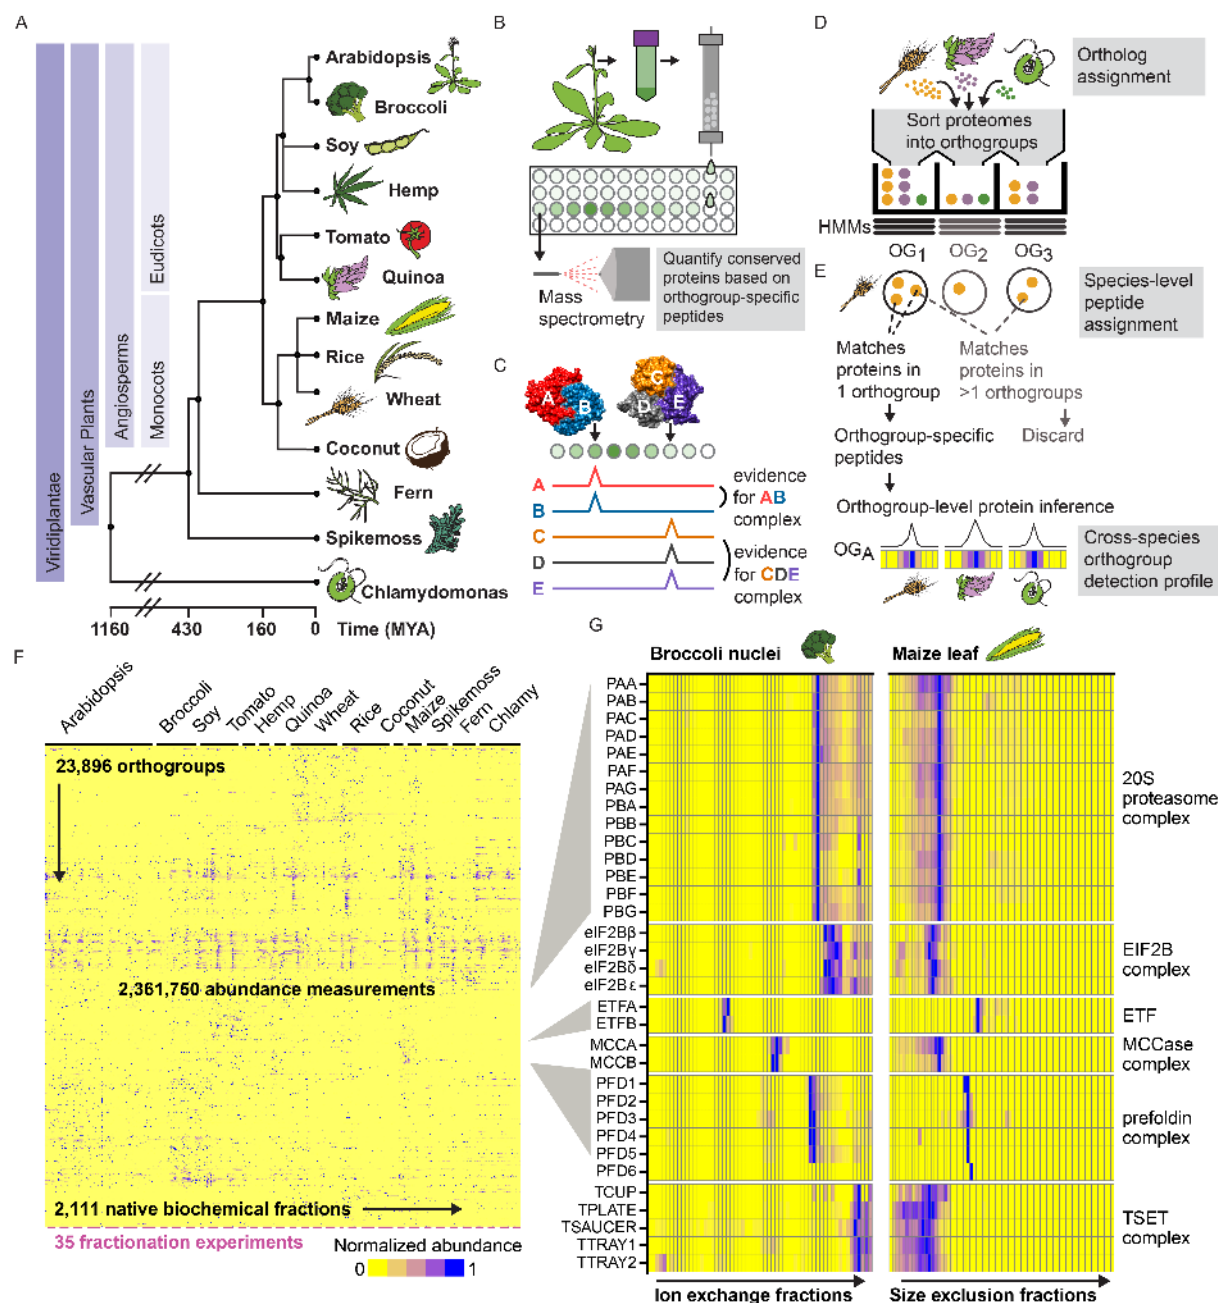 A
Viridiplantae
Vascular Plants
Angiosperms
Eudicots
Monocots
Arabidopsis
Broccoli
Soy
Hemp
Tomato
Quinoa
Maize
Rice
Wheat
Coconut
Fern
Spikemoss
Chlamydomonas
1160
430
160
0
Time (MYA)
B
Mass
spectrometry
Quantify conserved
proteins based on
orthogroup-specific
peptides
C
A
B
C
D
E
A
B
C
D
E
evidence
for AB
complex
evidence
for CDE
complex
D
Ortholog
assignment
Sort proteomes
into orthogroups
HMMs
OG1
OG2
OG3
E
Species-level
peptide
assignment
Matches
proteins in
1 orthogroup
Matches
proteins in
>1 orthogroups
Orthogroup-specific
peptides
Discard
Orthogroup-level protein inference
OGA
Cross-species
orthogroup
detection profile
F
Arabidopsis
Broccoli
Soy
Tomato
Hemp
Quinoa
Wheat
Rice
Coconut
Maize
Spikemoss
Fern
Chlamy
23,896 orthogroups
2,361,750 abundance measurements
2,111 native biochemical fractions
35 fractionation experiments
Normalized abundance
0
1
G
Broccoli nuclei
Maize leaf
PAA
PAB
PAC
PAD
PAE
PAF
PAG
PBA
PBB
PBC
PBD
PBE
PBF
PBG
20S
proteasome
complex
eIF2Bβ
eIF2Bγ
eIF2Bδ
eIF2Bε
EIF2B
complex
ETFA
ETFB
ETF
MCCA
MCCB
MCCase
complex
PFD1
PFD2
PFD3
PFD4
PFD5
PFD6
prefoldin
complex
TCUP
TPLATE
TSAUCER
TTRAY1
TTRAY2
TSET
complex
Ion exchange fractions
Size exclusion fractions